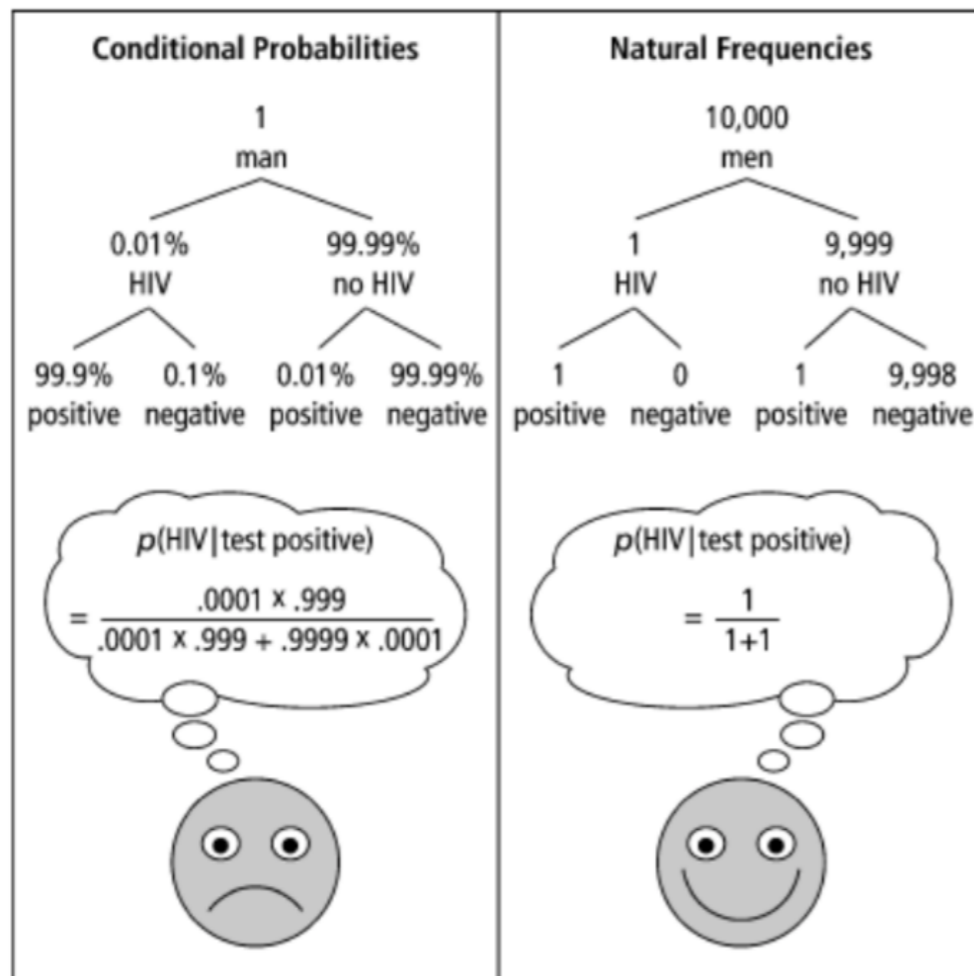 Conditional Probabilities
1
man
0.01% 99.99%
HIV no HIV
99.9% 0.1% 0.01% 99.99%
positive negative positive negative
p(HIV|test positive)
= .0001 x .999
.0001 x .999 + .9999 x .0001
Natural Frequencies
10,000
men
1 9,999
HIV no HIV
1 0 1 9,998
positive negative positive negative
p(HIV|test positive)
= 1
1+1